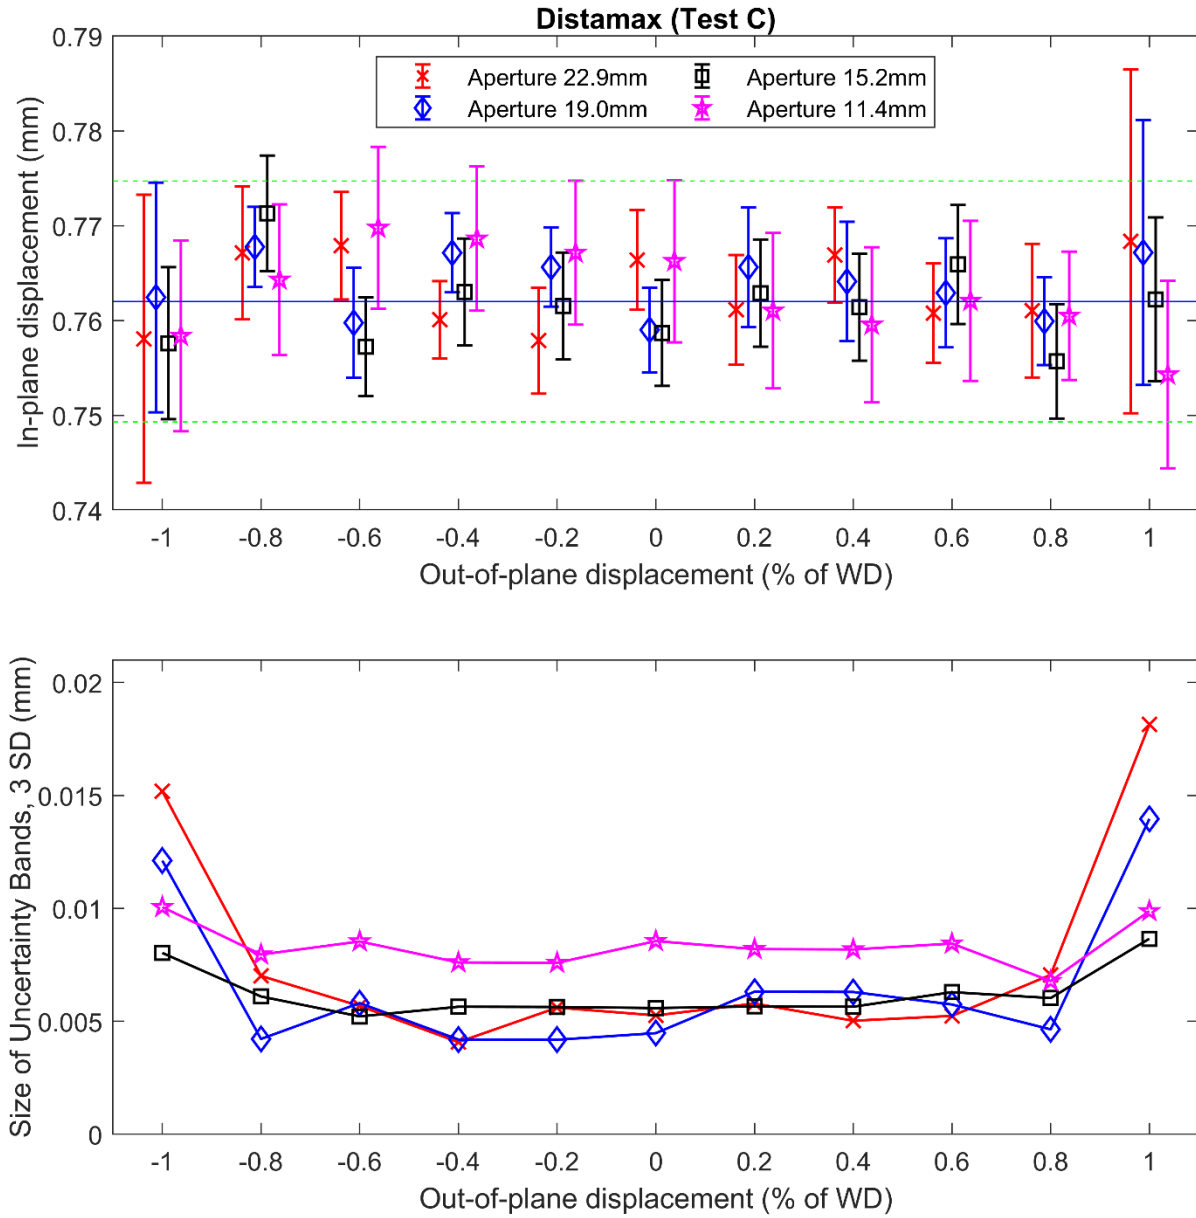 Distamax (Test C)
In-plane displacement (mm)
0.79
0.78
0.77
0.76
0.75
0.74
Aperture 22.9mm
Aperture 19.0mm
Aperture 15.2mm
Aperture 11.4mm
-1 -0.8 -0.6 -0.4 -0.2 0 0.2 0.4 0.6 0.8 1
Out-of-plane displacement (% of WD)
Size of Uncertainty Bands, 3 SD (mm)
0.02
0.015
0.01
0.005
0
-1 -0.8 -0.6 -0.4 -0.2 0 0.2 0.4 0.6 0.8 1
Out-of-plane displacement (% of WD)